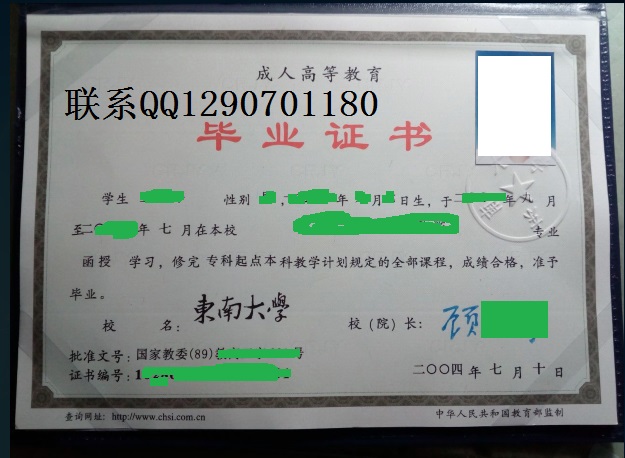 成人高等教育
联系QQ1290701180
毕业证书
学生 性别 , 年 月 日生，于 年 九 月
至二〇 年 七 月在本校 专业
函授 学习，修完 专科起点本科教学计划规定的全部课程，成绩合格，准予
毕业。
校 名： 東南大學 校（院）长： 顾
批准文号：国家教委(89) 号
证书编号：
二〇〇四 年 七 月 十 日
查询网址：http://www.chsi.com.cn 中华人民共和国教育部监制